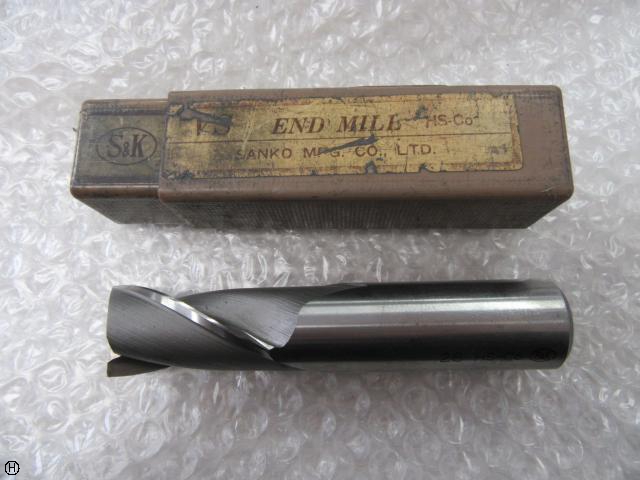 S&K
END MILL HS-Co
SANKO MFG. CO., LTD.
H